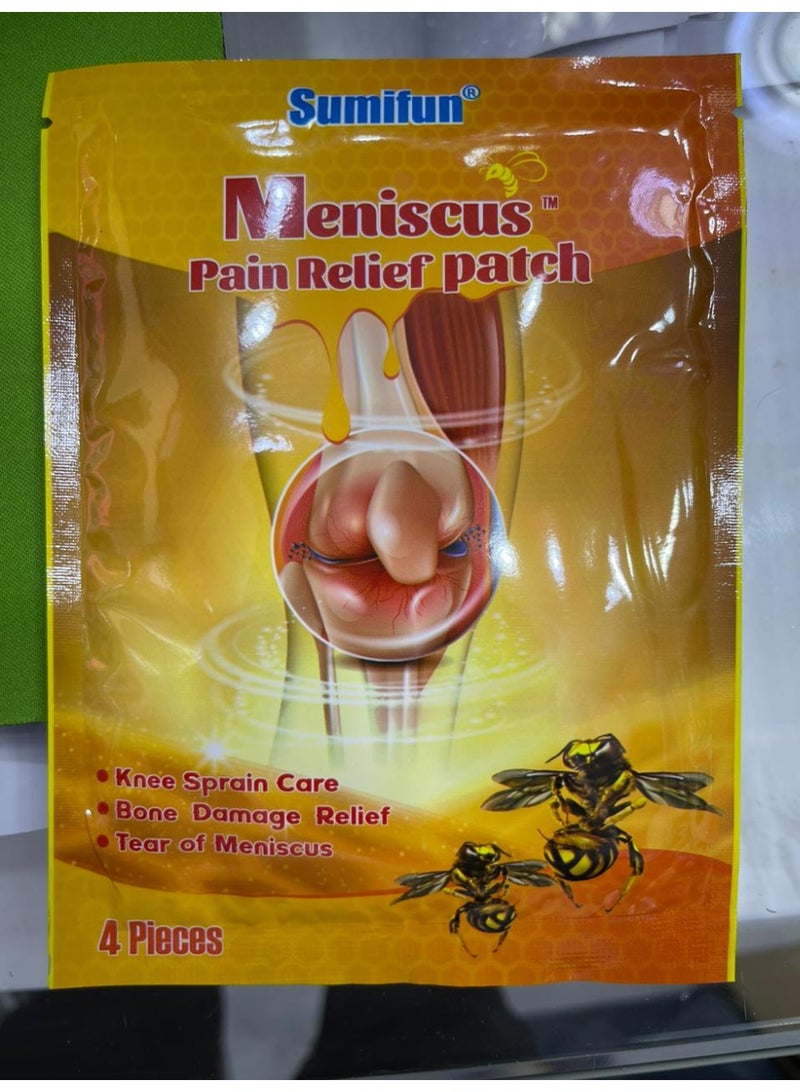 Sumifun®
Meniscus™
Pain Relief patch
• Knee Sprain Care
• Bone Damage Relief
• Tear of Meniscus
4 Pieces